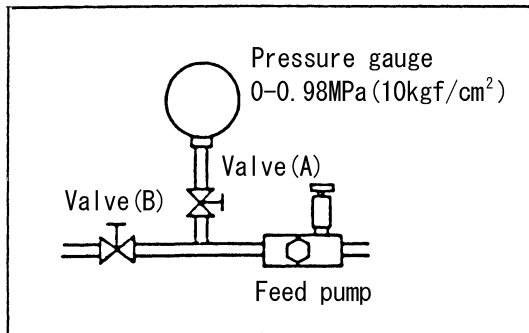 Pressure gauge
0-0.98MPa(10kgf/cm²)
Valve(A)
Valve(B)
Feed pump